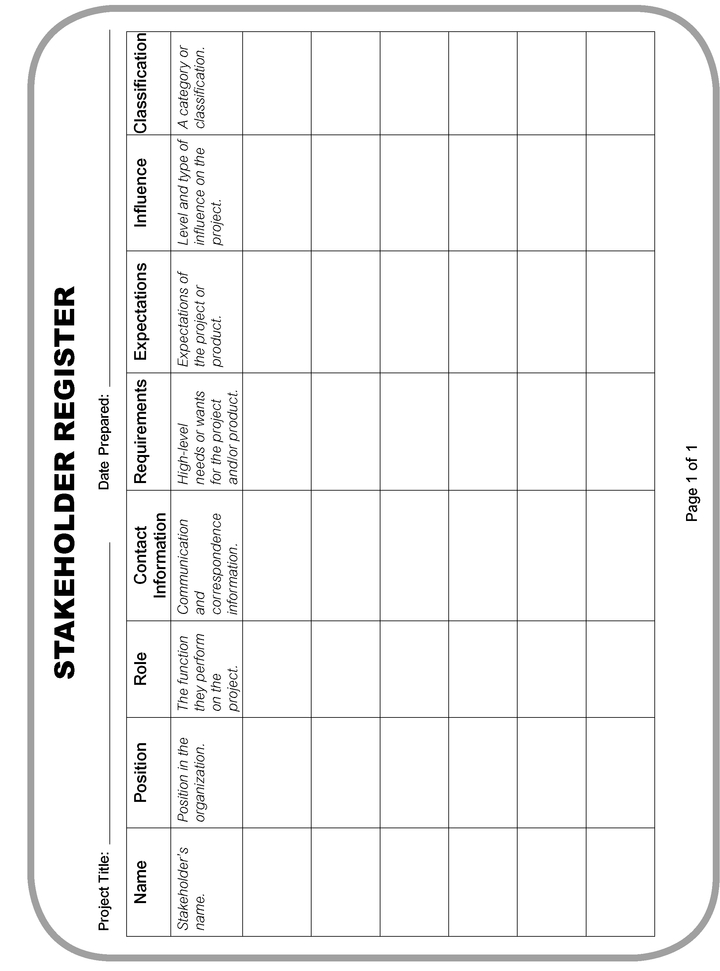 STAKEHOLDER REGISTER
Project Title:
Date Prepared:
Name
Position
Role
Contact
Information
Requirements
Expectations
Influence
Classification
Stakeholder's
name.
Position in the
organization.
The function
they perform
on the
project.
Communication
and
correspondence
information.
High-level
needs or wants
for the project
and/or product.
Expectations of
the project or
product.
Level and type of
influence on the
project.
A category or
classification.
Page 1 of 1